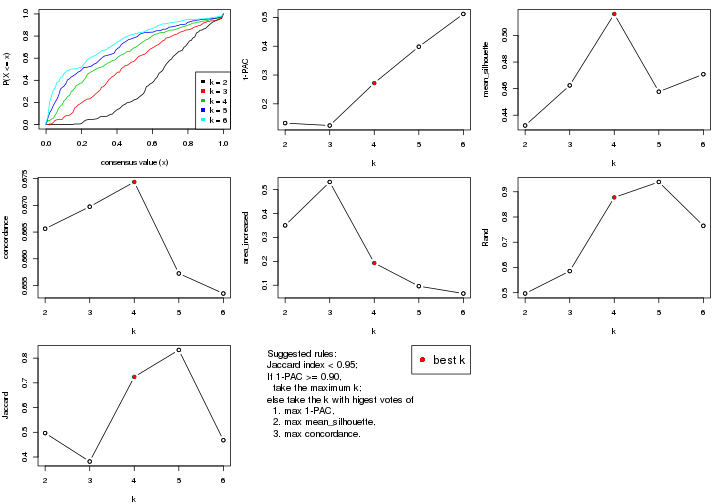 P(X <= x)
0.0 0.2 0.4 0.6 0.8 1.0
k = 2
k = 3
k = 4
k = 5
k = 6
0.0 0.2 0.4 0.6 0.8 1.0
consensus value (x)
1-PAC
0.2 0.3 0.4 0.5
2 3 4 5 6
k
mean_silhouette
0.44 0.46 0.48 0.50
2 3 4 5 6
k
concordance
0.655 0.660 0.665 0.670 0.675
2 3 4 5 6
k
area_increased
0.1 0.2 0.3 0.4 0.5
2 3 4 5 6
k
Rand
0.5 0.6 0.7 0.8 0.9
2 3 4 5 6
k
Jaccard
0.4 0.5 0.6 0.7 0.8
2 3 4 5 6
k
Suggested rules:
Jaccard index < 0.95;
If 1-PAC >= 0.90,
take the maximum k;
else take the k with higest votes of
1. max 1-PAC,
2. max mean_silhouette,
3. max concordance.
best k